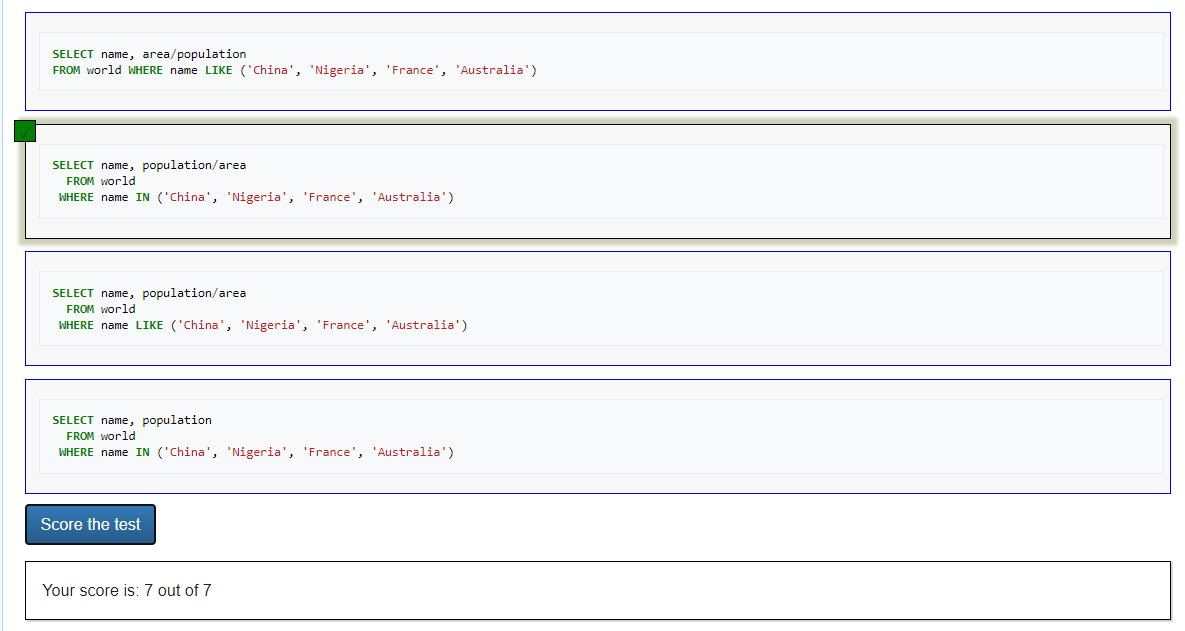 SELECT name, area/population
FROM world WHERE name LIKE ('China', 'Nigeria', 'France', 'Australia')
✓
SELECT name, population/area
FROM world
WHERE name IN ('China', 'Nigeria', 'France', 'Australia')
SELECT name, population/area
FROM world
WHERE name LIKE ('China', 'Nigeria', 'France', 'Australia')
SELECT name, population
FROM world
WHERE name IN ('China', 'Nigeria', 'France', 'Australia')
Score the test
Your score is: 7 out of 7